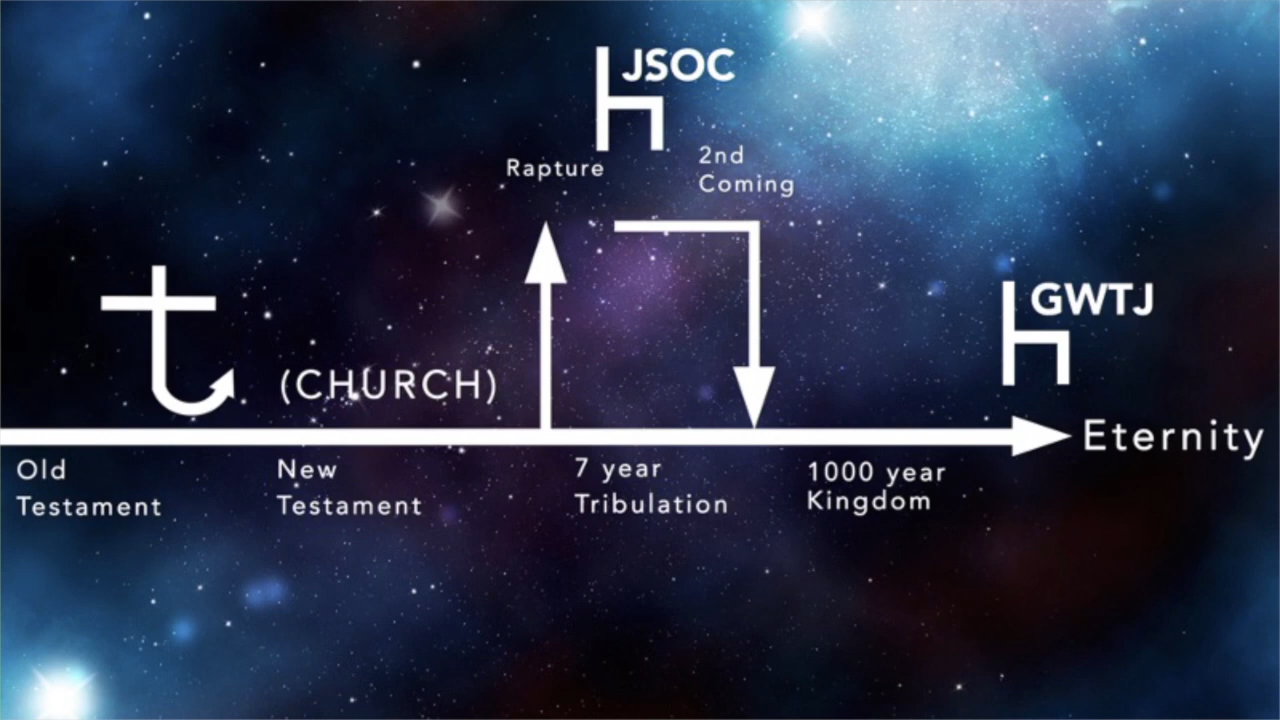 JSOC
Rapture
2nd
Coming
GWTJ
(CHURCH)
Eternity
Old
Testament
New
Testament
7 year
Tribulation
1000 year
Kingdom